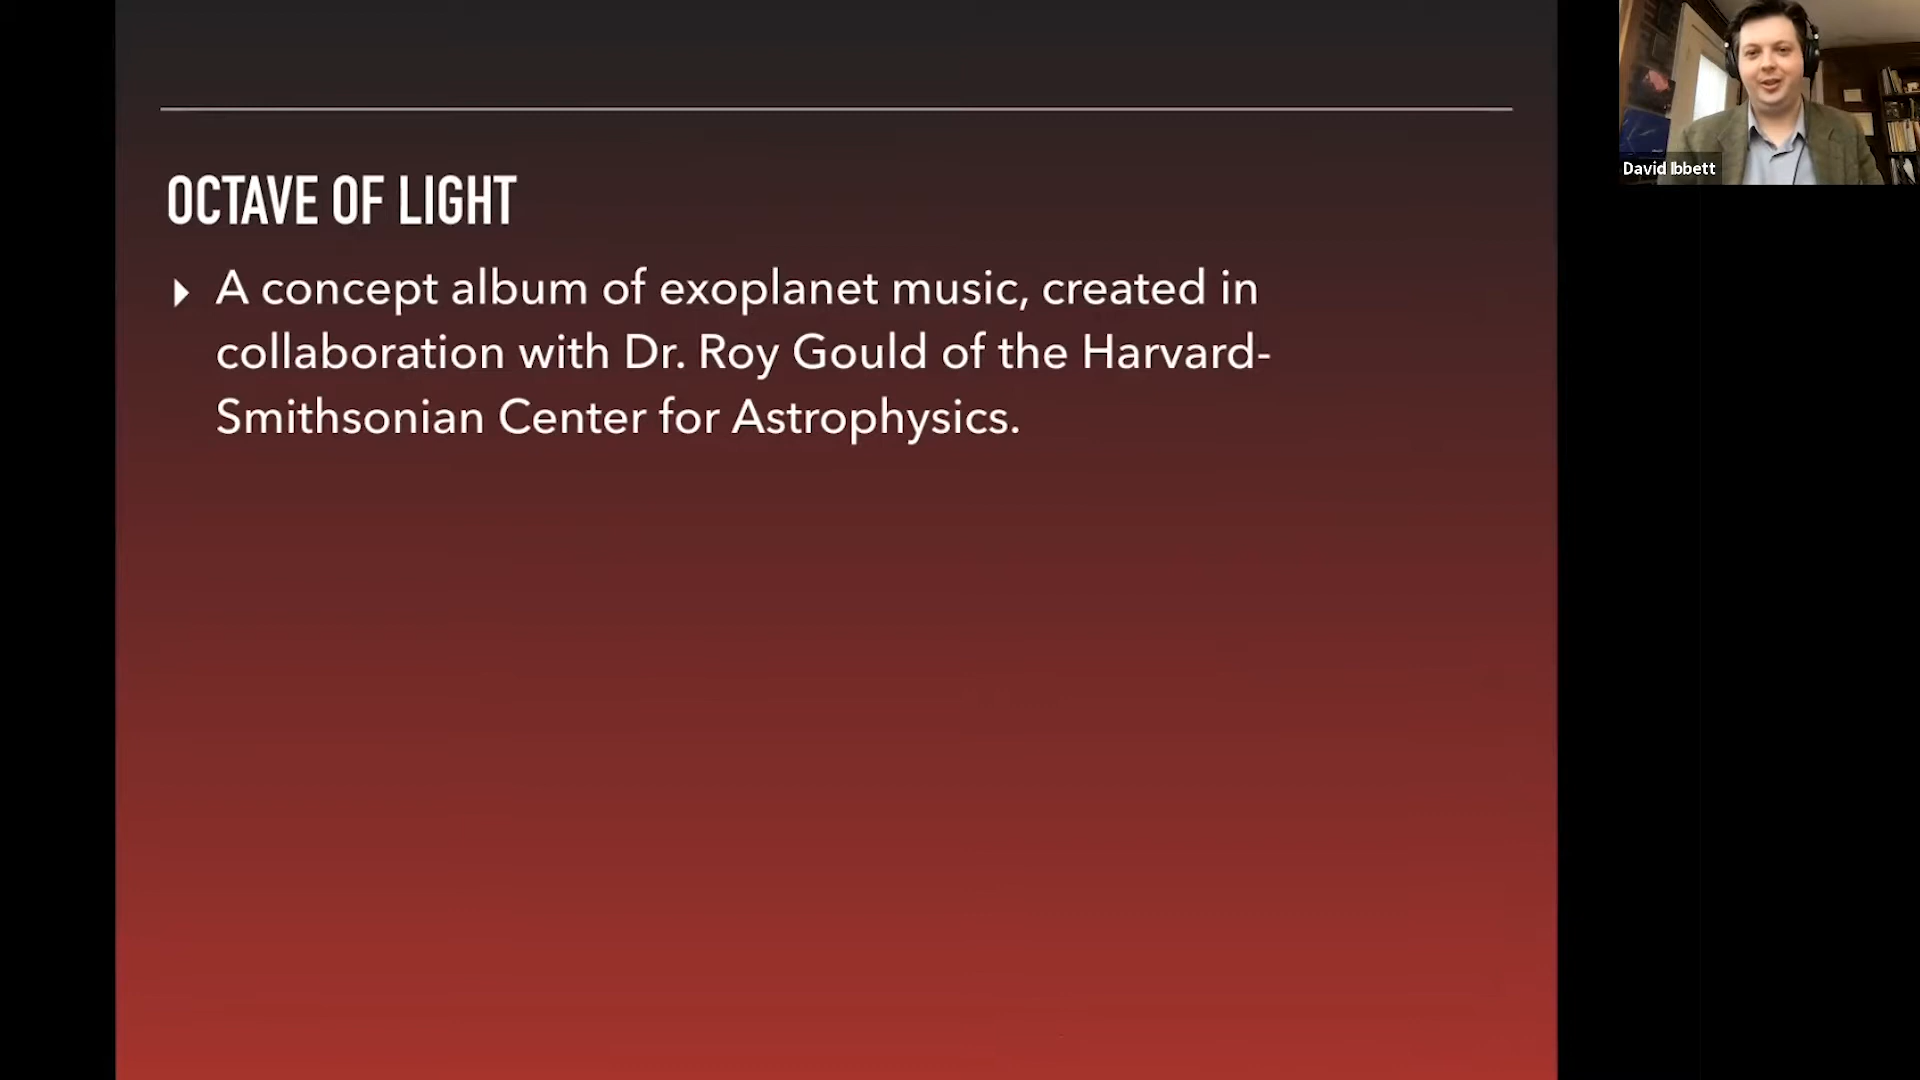 OCTAVE OF LIGHT
A concept album of exoplanet music, created in
collaboration with Dr. Roy Gould of the Harvard-
Smithsonian Center for Astrophysics.
David Ibbett